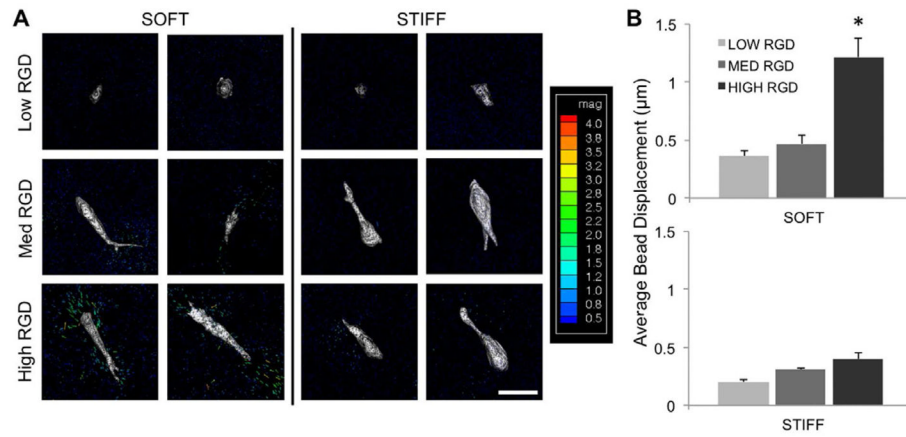 A
SOFT
STIFF
Low RGD
Med RGD
High RGD
mag
4.0
3.8
3.5
3.2
3.0
2.8
2.5
2.2
2.0
1.8
1.5
1.2
1.0
0.8
0.5
B
Average Bead Displacement (µm)
1.5
1
0.5
0
*
LOW RGD
MED RGD
HIGH RGD
SOFT
1.5
1
0.5
0
STIFF